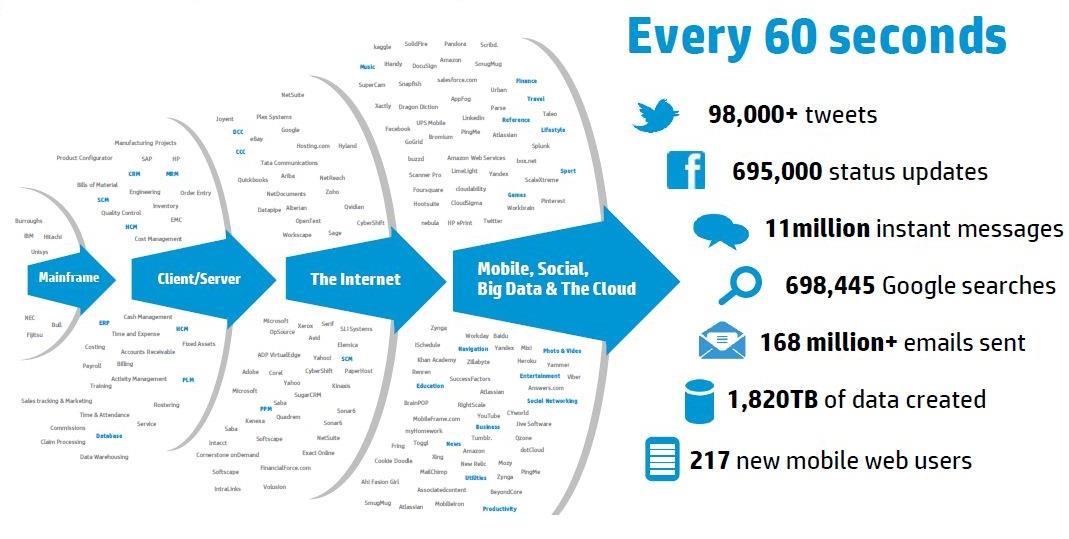 Every 60 seconds
98,000+ tweets
695,000 status updates
11million instant messages
698,445 Google searches
168 million+ emails sent
1,820TB of data created
217 new mobile web users
Mainframe
Burroughs
IBM Hitachi
Unisys
NEC
Bull
Fijitsu
Client/Server
Manufacturing Projects
Product Configurator SAP HP
CRM MRM
Bills of Material
Engineering Order Entry
SCM
Inventory
Quality Control
EMC
HCM
Cost Management
Cash Management
ERP
HCM
Time and Expense
Fixed Assets
Costing
Accounts Receivable
Payroll Billing
Activity Management PLM
Training
Sales tracking & Marketing
Rostering
Time & Attendance
Service
Commissions
Database
Claim Processing
Data Warehousing
The Internet
NetSuite
Joyent Plex Systems
DCC Google
eBay
Hosting.com Hyland
CCC
Tata Communications
Ariba NetReach
Quickbooks
NetDocuments Zoho
Datapipe Alterian Qvidian
OpenText CyberShift
Workscape Sage
Microsoft Xerox Serif
OpSource SLI Systems
Avid
Elemica
ADP VirtualEdge Yahoo! SCM
Adobe Corel CyberShift PaperHost
Yahoo Kinaxis
Microsoft SugarCRM
Saba
PPM Sonar6
Kenexa Quadrem
Saba Sonar6
Softscape NetSuite
Intacct
Cornerstone onDemand Exact Online
Softscape FinancialForce.com
IntraLinks Volusion
Mobile, Social,
Big Data & The Cloud
kaggle SolidFire Pandora Scribd.
Music iHandy DocuSign Amazon SmugMug
SuperCam Snapfish salesforce.com Finance
Urban
Xactly Dragon Diction AppFog Travel
Parse
LinkedIn Taleo
UPS Mobile Reference
Facebook PingMe Lifestyle
GoGrid Bromium Atlassian
Splunk
buzzd Amazon Web Services box.net
Scanner Pro LimeLight Yandex Sport
ScaleXtreme
Foursquare cloudability Games
Hootsuite CloudSigma Pinterest
Workbrain
nebula HP ePrint Twitter
Zynga
Workday Baidu
iSchedule Navigation Yandex Mixi Photo & Video
Khan Academy Zillabyte Heroku Yammer
Renren Entertainment Viber
Education SuccessFactors
Atlassian Answers.com
BrainPOP RightScale Social Networking
YouTube CYworld
MobileFrame.com
Business Jive Software
myHomework
Tumblr. Qzone
Fring Toggl News
Amazon dotCloud
Cookie Doodle Xing
New Relic Mozy
MailChimp PingMe
Ah! Fasion Girl Utilities Zynga
Associatedcontent BeyondCore
SmugMug Atlassian MobileIron
Productivity